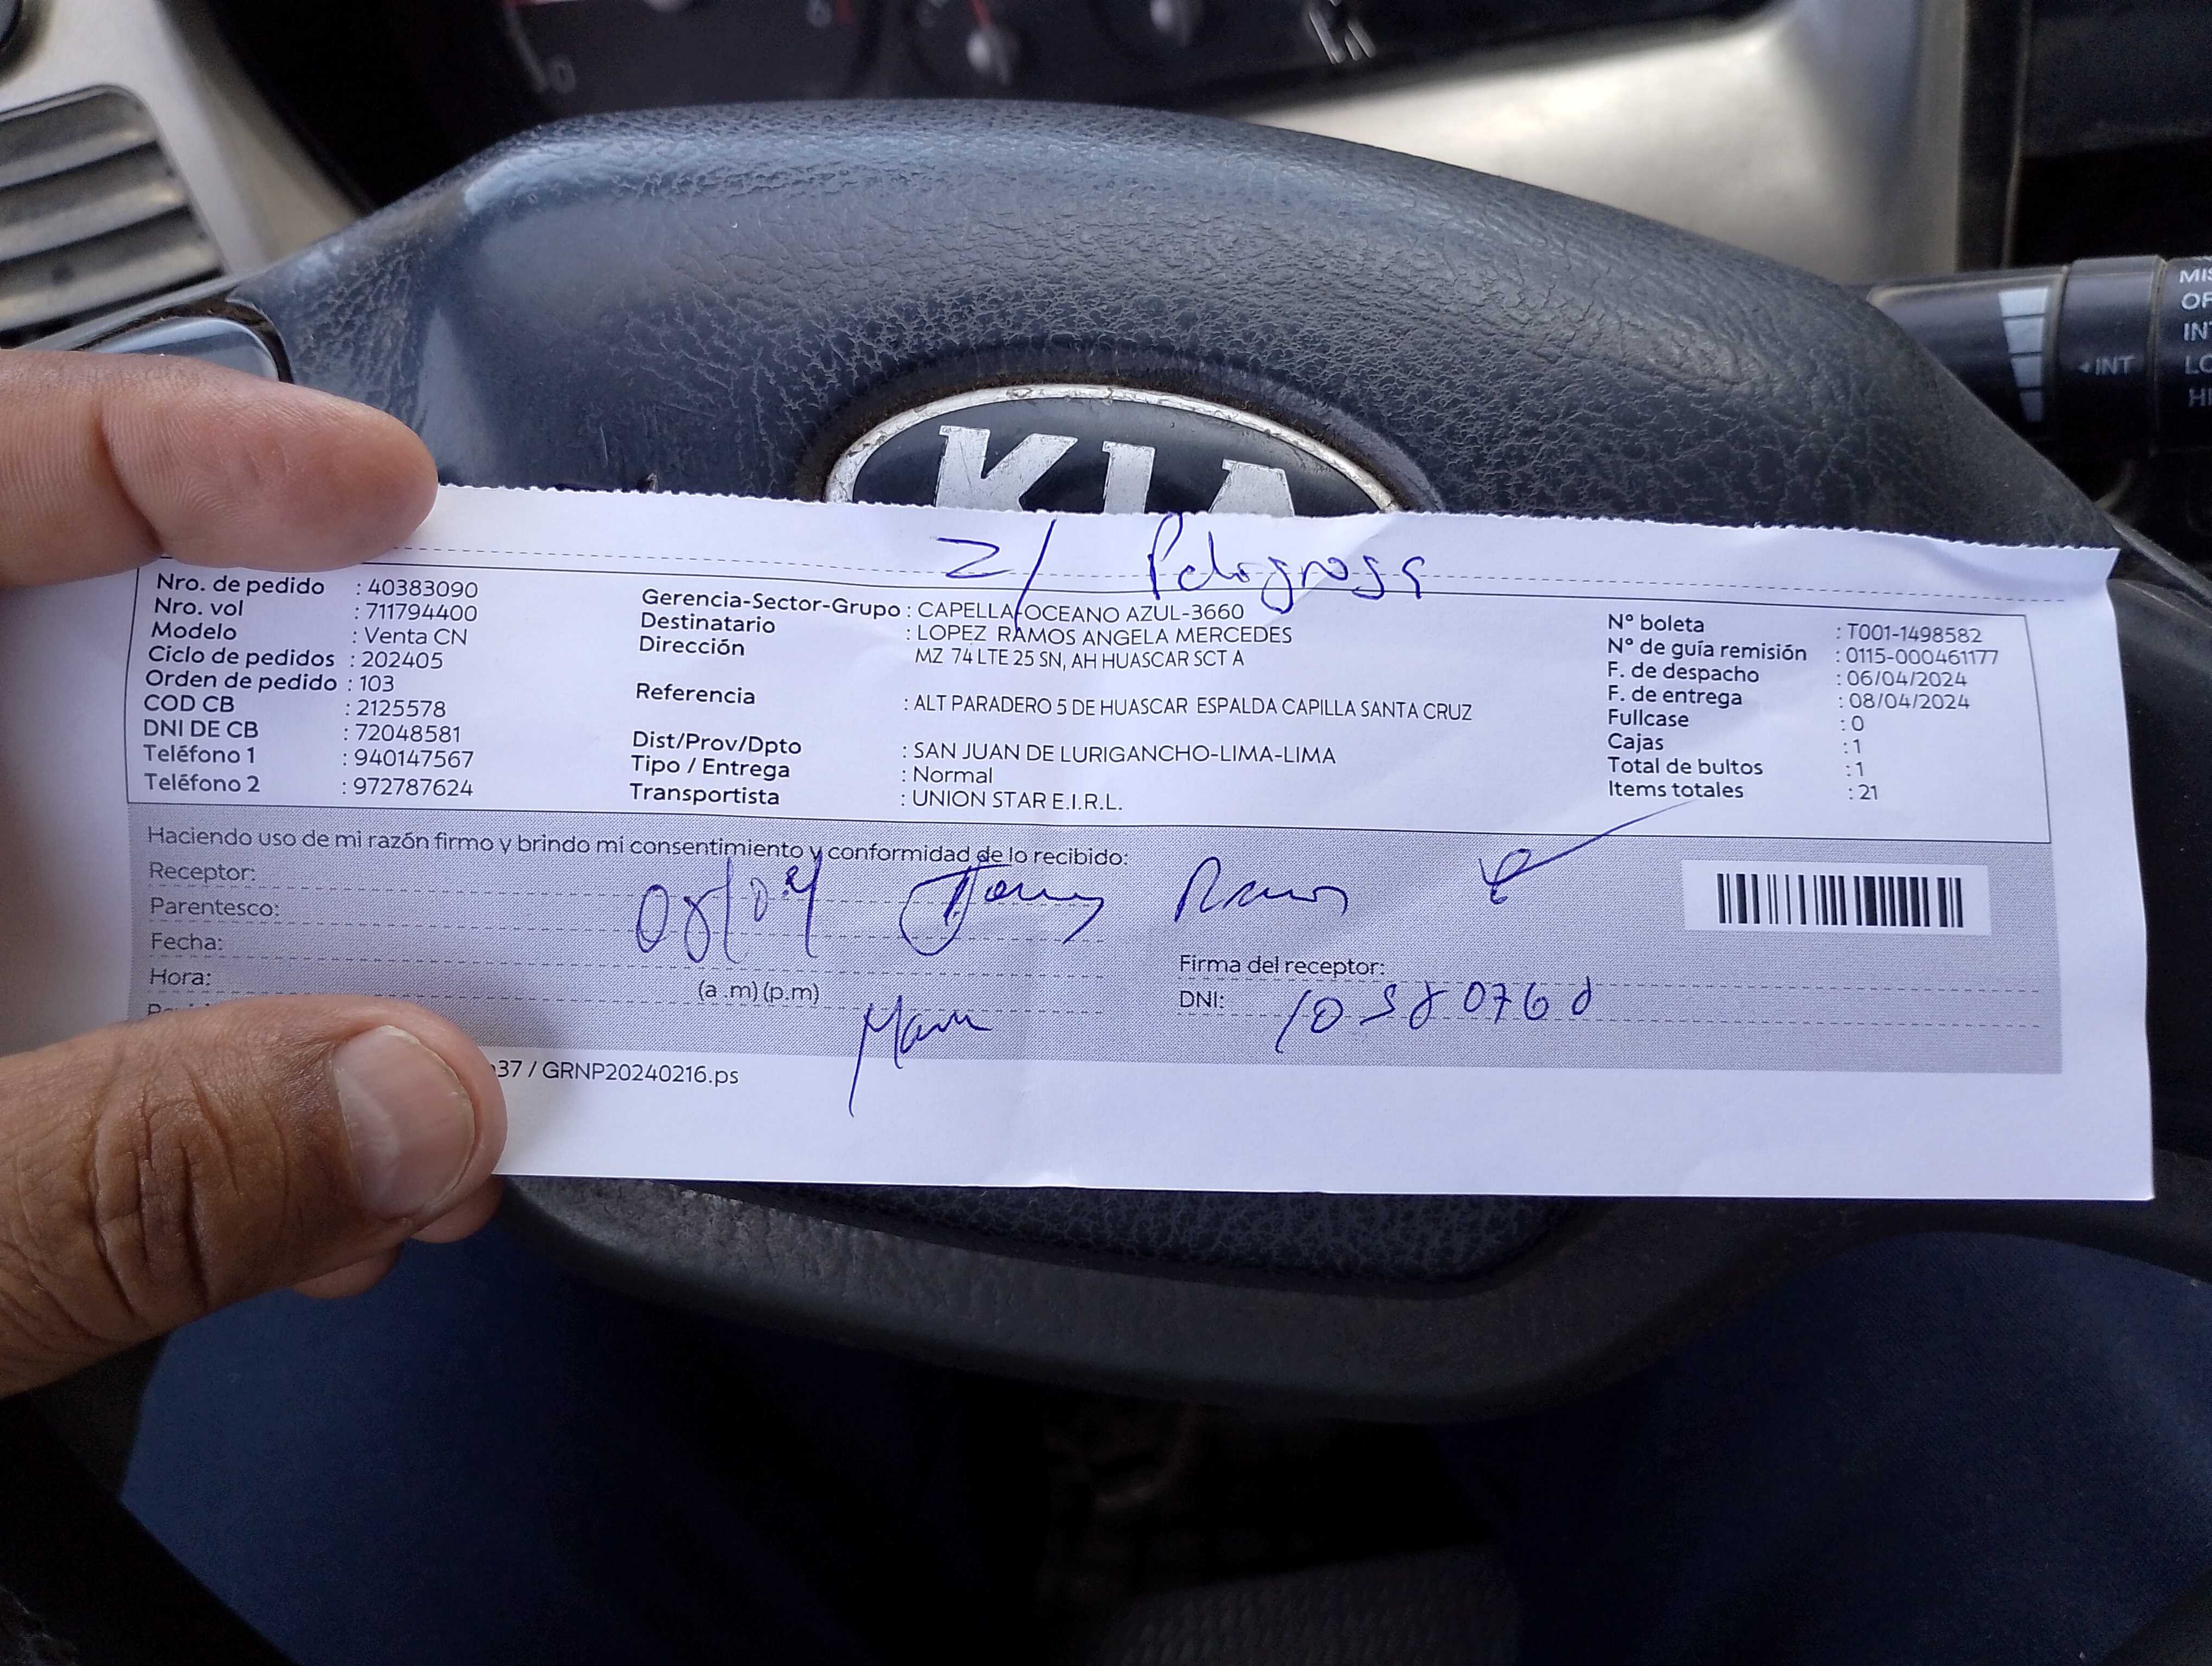 MIS
OF
INT
INT
LO
HI
KIA
Z/ Peligrosa
Nro. de pedido : 40383090
Nro. vol : 711794400
Modelo : Venta CN
Ciclo de pedidos : 202405
Orden de pedido : 103
COD CB : 2125578
DNI DE CB : 72048581
Teléfono 1 : 940147567
Teléfono 2 : 972787624
Gerencia-Sector-Grupo : CAPELLA-OCEANO AZUL-3660
Destinatario : LOPEZ RAMOS ANGELA MERCEDES
Dirección MZ 74 LTE 25 SN, AH HUASCAR SCT A
Referencia : ALT PARADERO 5 DE HUASCAR ESPALDA CAPILLA SANTA CRUZ
Dist/Prov/Dpto : SAN JUAN DE LURIGANCHO-LIMA-LIMA
Tipo / Entrega : Normal
Transportista : UNION STAR E.I.R.L.
N° boleta : T001-1498582
N° de guía remisión : 0115-000461177
F. de despacho : 06/04/2024
F. de entrega : 08/04/2024
Fullcase : 0
Cajas : 1
Total de bultos : 1
Items totales : 21
Haciendo uso de mi razón firmo y brindo mi consentimiento y conformidad de lo recibido:
Receptor:
Parentesco:
08/04 Ramos
Fecha:
Hora: (a .m) (p.m)
Firma del receptor:
DNI: 10580768
37 / GRNP20240216.ps